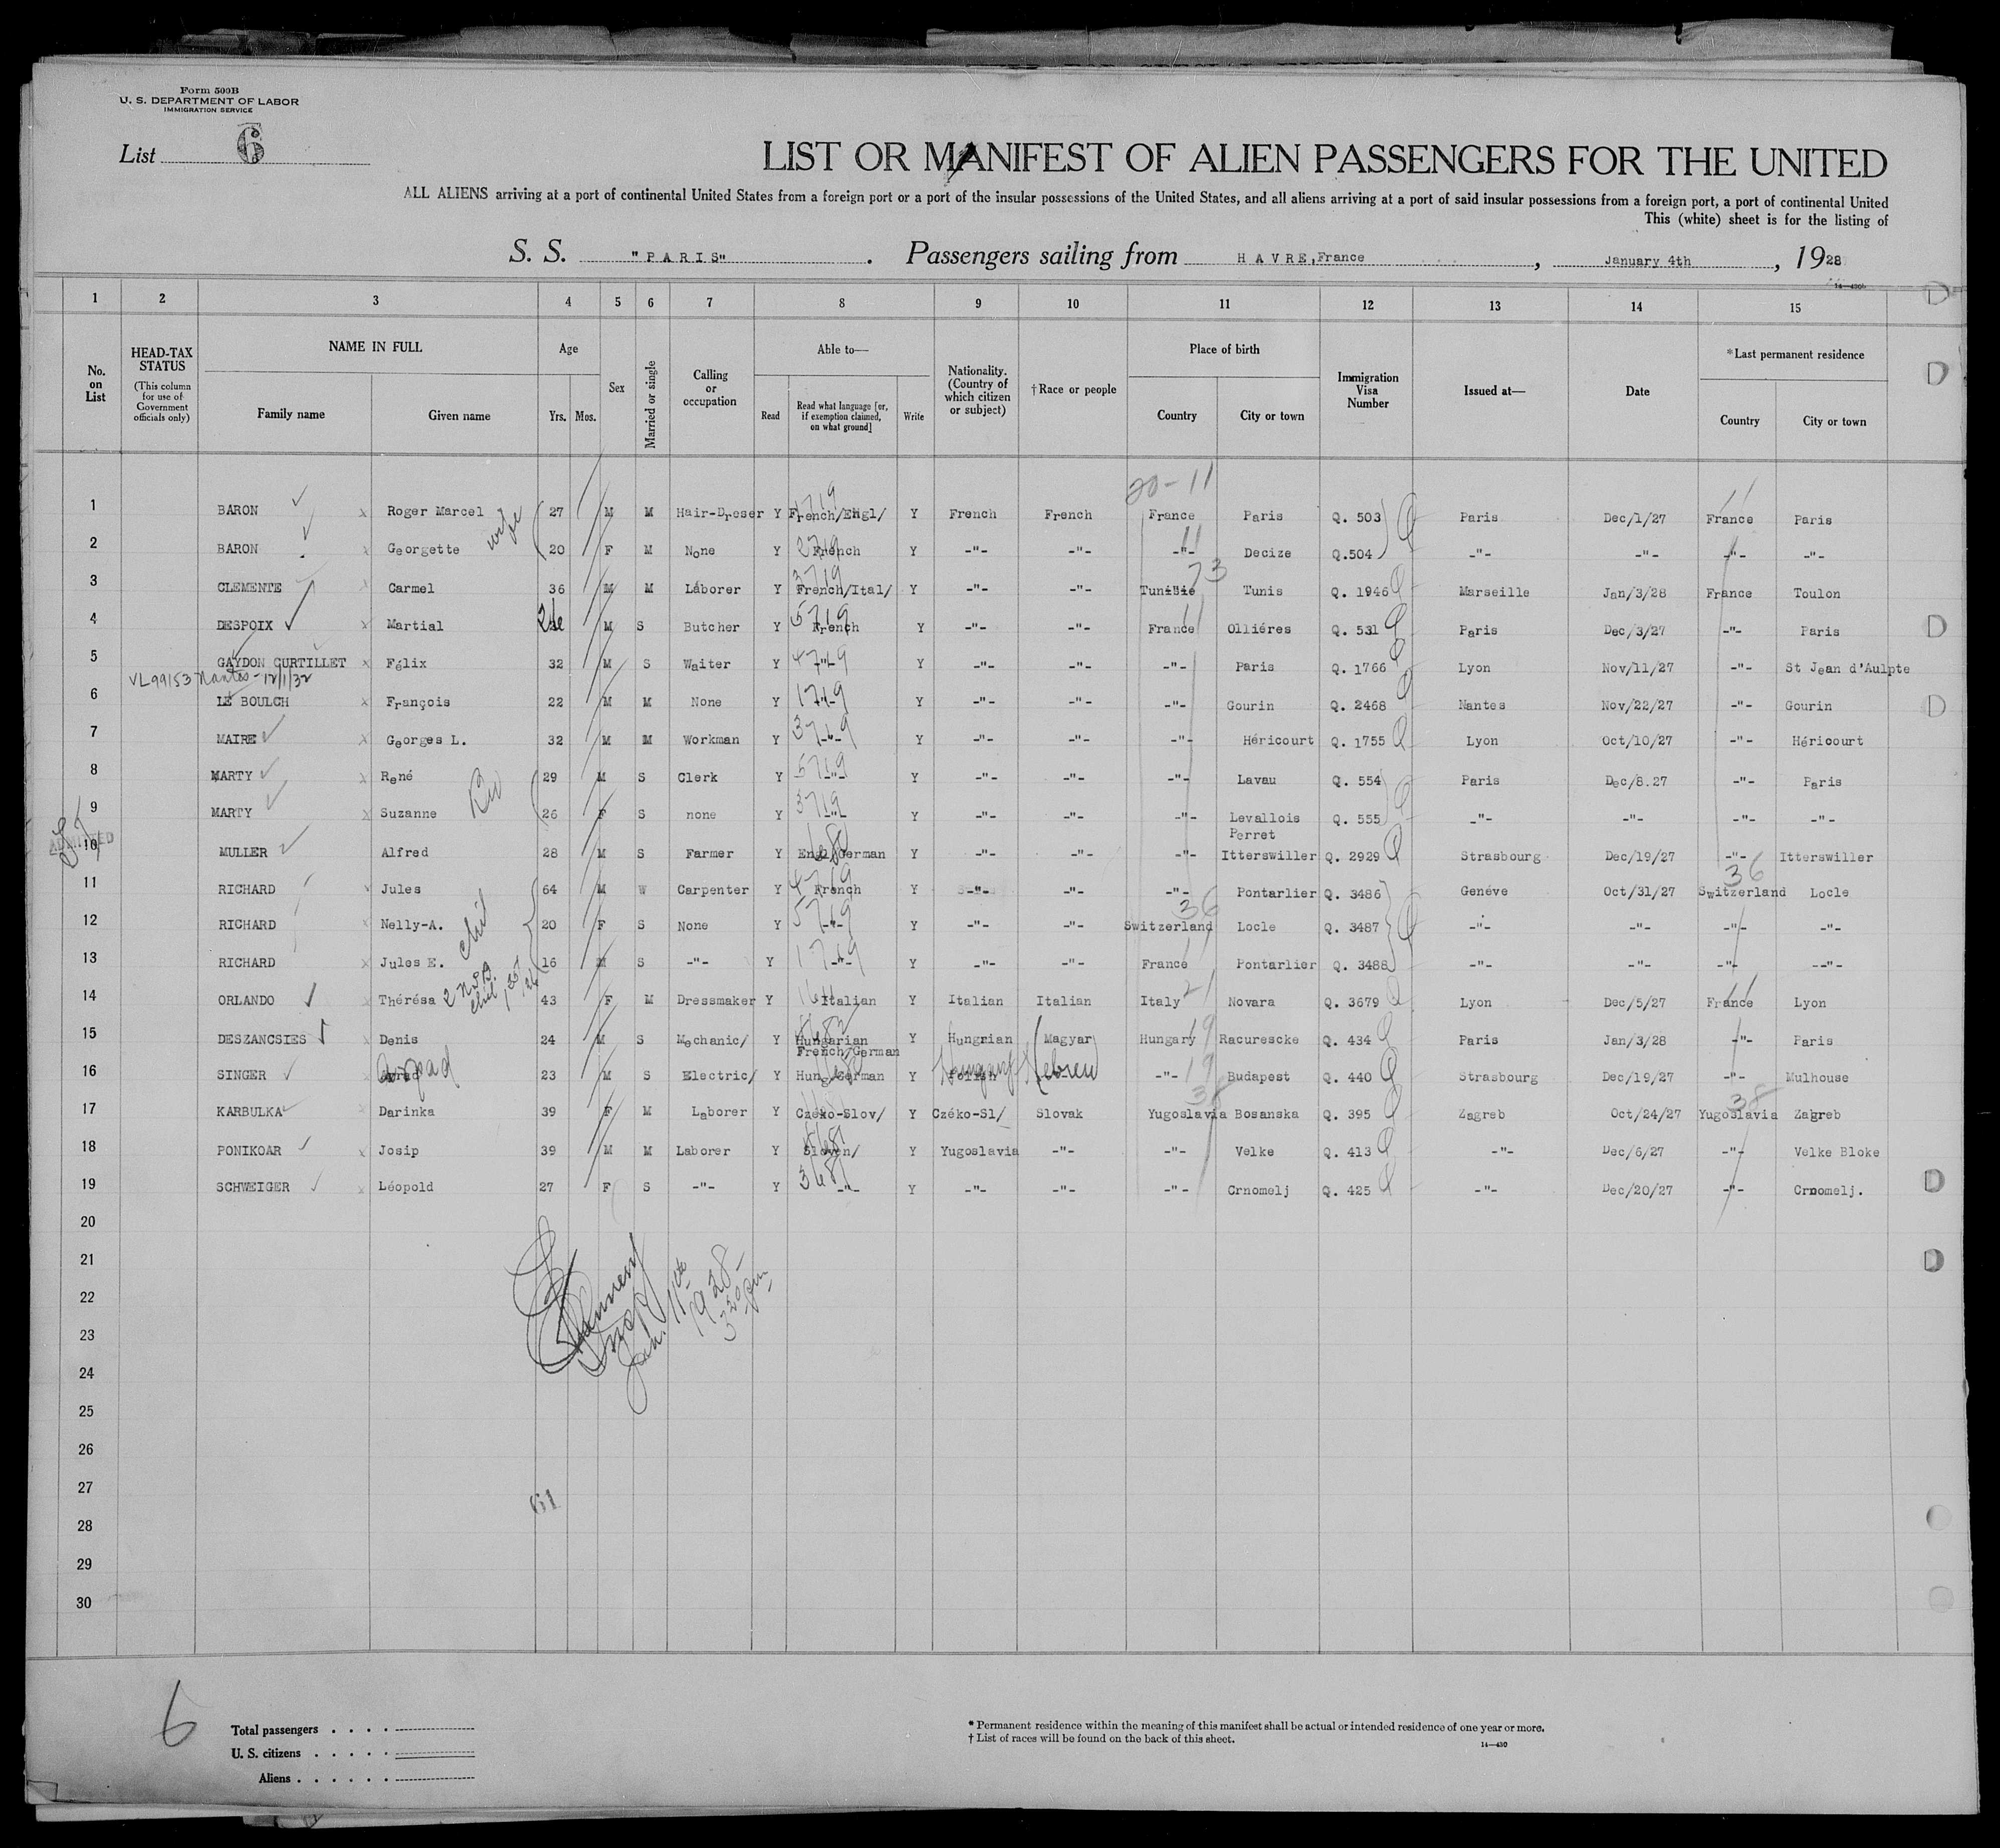 Form 500B
U. S. DEPARTMENT OF LABOR
IMMIGRATION SERVICE
List 6
LIST OR MANIFEST OF ALIEN PASSENGERS FOR THE UNITED
ALL ALIENS arriving at a port of continental United States from a foreign port or a port of the insular possessions of the United States, and all aliens arriving at a port of said insular possessions from a foreign port, a port of continental United
This (white) sheet is for the listing of
S. S. "PARIS". Passengers sailing from HAVRE,France, January 4th, 1928
14—430b
1 2 3 4 5 6 7 8 9 10 11 12 13 14 15
No. on List
HEAD-TAX STATUS (This column for use of Government officials only)
NAME IN FULL Family name Given name
Age Yrs. Mos.
Sex
Married or single
Calling or occupation
Able to— Read Read what language [or, if exemption claimed, on what ground] Write
Nationality. (Country of which citizen or subject)
†Race or people
Place of birth Country City or town
Immigration Visa Number
Issued at—
Date
*Last permanent residence Country City or town
20-11
1 BARON Roger Marcel 27 M M Hair-Dreser Y French/Engl/ Y French French France Paris Q. 503 Paris Dec/1/27 France Paris
wife
2 BARON Georgette 20 F M None Y French Y -"- -"- -"- Decize Q.504 -"- -"- -"- -"-
3 CLEMENTE Carmel 36 M M Laborer Y French/Ital/ Y -"- -"- Tunisie Tunis Q. 1946 Marseille Jan/3/28 France Toulon
4 DESPOIX Martial 26 M S Butcher Y French Y -"- -"- France Olliéres Q. 531 Paris Dec/3/27 -"- Paris
5 GAYDON CURTILLET Félix 32 M S Waiter Y -"- Y -"- -"- -"- Paris Q. 1766 Lyon Nov/11/27 -"- St Jean d'Aulpte
VL99153 Nantes - 12/1/32
6 LE BOULCH François 22 M M None Y -"- Y -"- -"- -"- Gourin Q. 2468 Nantes Nov/22/27 -"- Gourin
7 MAIRE Georges L. 32 M M Workman Y -"- Y -"- -"- -"- Héricourt Q. 1755 Lyon Oct/10/27 -"- Héricourt
8 MARTY René 29 M S Clerk Y -"- Y -"- -"- -"- Lavau Q. 554 Paris Dec/8.27 -"- Paris
9 MARTY Suzanne 26 F S none Y -"- Y -"- -"- -"- Levallois Perret Q. 555 -"- -"- -"- -"-
ADMITTED
10 MULLER Alfred 28 M S Farmer Y Engl/German Y -"- -"- -"- Itterswiller Q. 2929 Strasbourg Dec/19/27 -"- Itterswiller
11 RICHARD Jules 64 M W Carpenter Y French Y -"- -"- -"- Pontarlier Q. 3486 Genéve Oct/31/27 Switzerland Locle
12 RICHARD Nelly-A. 20 F S None Y -"- Y -"- -"- Switzerland Locle Q. 3487 -"- -"- -"- -"-
13 RICHARD Jules E. 16 M S -"- Y -"- Y -"- -"- France Pontarlier Q. 3488 -"- -"- -"- --"-
14 ORLANDO Thérésa 43 F M Dressmaker Y Italian Y Italian Italian Italy Novara Q. 3679 Lyon Dec/5/27 France Lyon
15 DESZANCSIES Denis 24 M S Mechanic/ Y Hungarian French/German Y Hungrian Magyar Hungary Racurescke Q. 434 Paris Jan/3/28 -"- Paris
16 SINGER Arpad 23 M S Electric/ Y Hung/German Y Hungary Hebrew -"- Budapest Q. 440 Strasbourg Dec/19/27 -"- Mulhouse
17 KARBULKA Darinka 39 F M Laborer Y Czéko-Slov/ Y Czéko-Sl/ Slovak Yugoslavia Bosanska Q. 395 Zagreb Oct/24/27 Yugoslavia Zagreb
18 PONIKOAR Josip 39 M M Laborer Y Sloven/ Y Yugoslavia -"- -"- Velke Q. 413 -"- Dec/6/27 -"- Velke Bloke
19 SCHWEIGER Léopold 27 F S -"- Y -"- Y -"- -"- -"- Crnomelj Q. 425 -"- Dec/20/27 -"- Crnomelj.
20
21
22
23
Jan. 11th 1928 - 330 pm
24
25
26
27
61
28
29
30
6
Total passengers
U. S. citizens
Aliens
* Permanent residence within the meaning of this manifest shall be actual or intended residence of one year or more.
† List of races will be found on the back of this sheet.
14—430